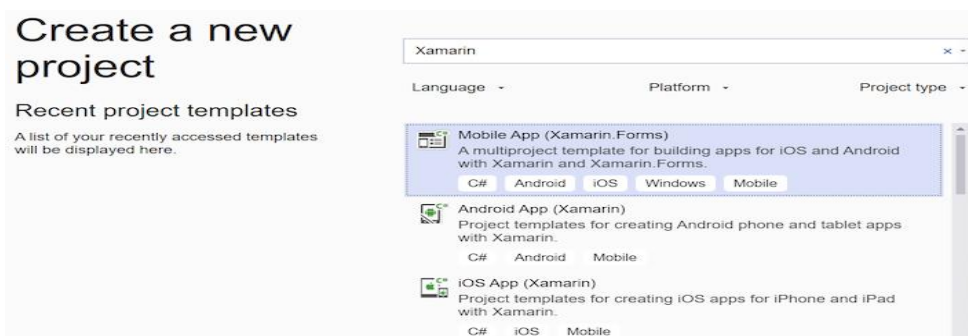 Create a new
project
Recent project templates
A list of your recently accessed templates
will be displayed here.
Xamarin
Language
Platform
Project type
Mobile App (Xamarin.Forms)
A multiproject template for building apps for iOS and Android
with Xamarin and Xamarin.Forms.
C# Android iOS Windows Mobile
Android App (Xamarin)
Project templates for creating Android phone and tablet apps
with Xamarin.
C# Android Mobile
iOS App (Xamarin)
Project templates for creating iOS apps for iPhone and iPad
with Xamarin.
C# iOS Mobile